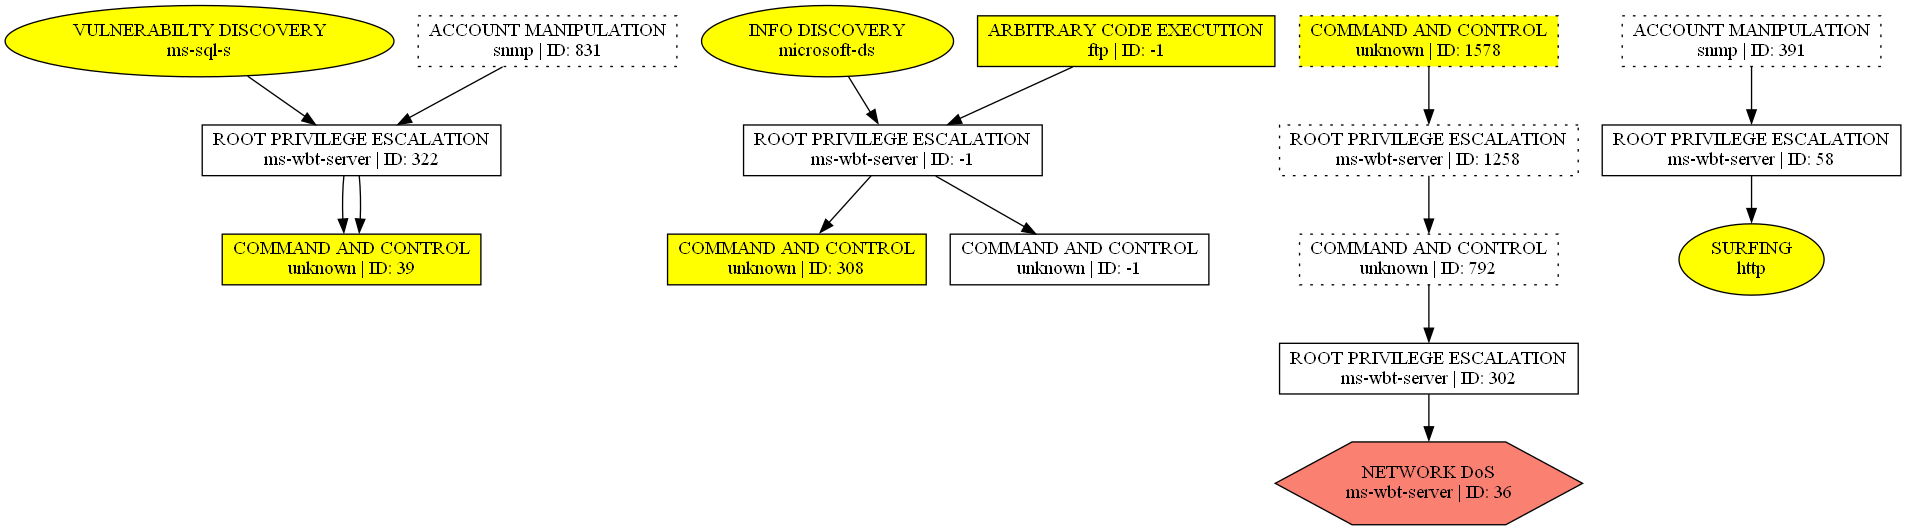 VULNERABILTY DISCOVERY
ms-sql-s
ACCOUNT MANIPULATION
snmp | ID: 831
INFO DISCOVERY
microsoft-ds
ARBITRARY CODE EXECUTION
ftp | ID: -1
COMMAND AND CONTROL
unknown | ID: 1578
ACCOUNT MANIPULATION
snmp | ID: 391
ROOT PRIVILEGE ESCALATION
ms-wbt-server | ID: 322
ROOT PRIVILEGE ESCALATION
ms-wbt-server | ID: -1
ROOT PRIVILEGE ESCALATION
ms-wbt-server | ID: 1258
ROOT PRIVILEGE ESCALATION
ms-wbt-server | ID: 58
COMMAND AND CONTROL
unknown | ID: 39
COMMAND AND CONTROL
unknown | ID: 308
COMMAND AND CONTROL
unknown | ID: -1
COMMAND AND CONTROL
unknown | ID: 792
SURFING
http
ROOT PRIVILEGE ESCALATION
ms-wbt-server | ID: 302
NETWORK DoS
ms-wbt-server | ID: 36